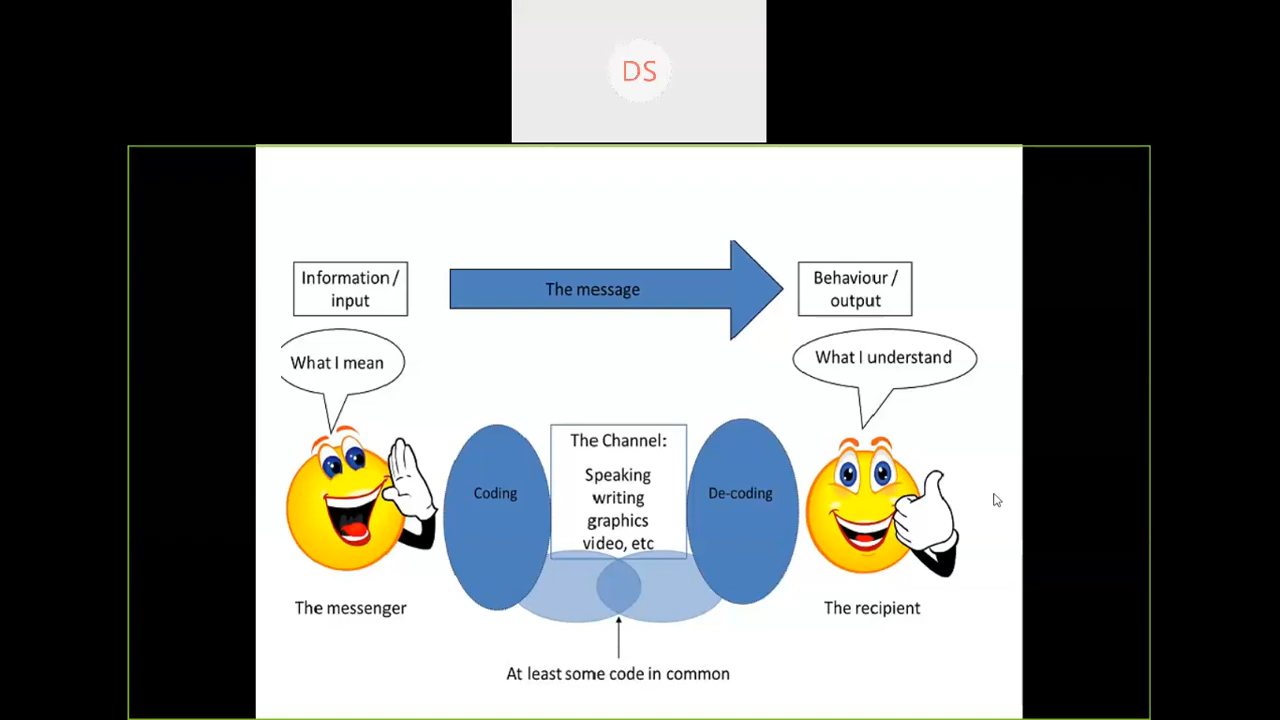 DS
Information /
input
The message
Behaviour /
output
What I mean
What I understand
The Channel:
Speaking
writing
graphics
video, etc
Coding
De-coding
The messenger
The recipient
At least some code in common